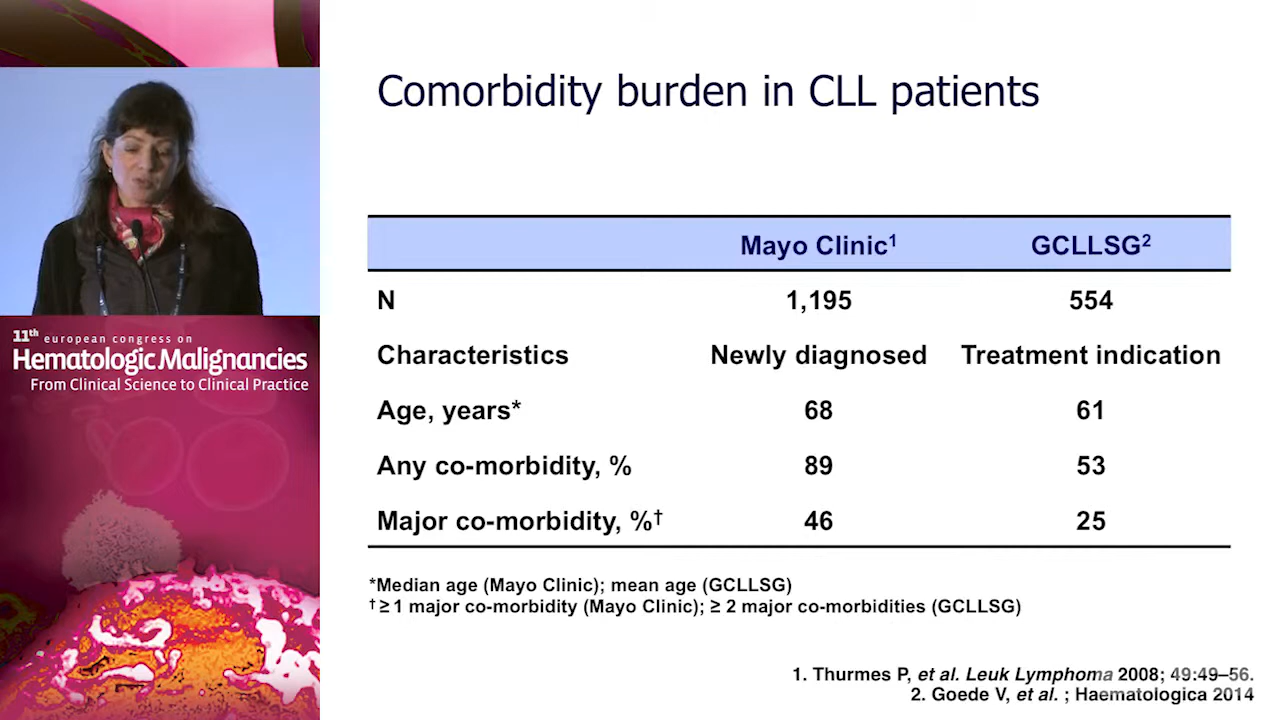 Comorbidity burden in CLL patients
Mayo Clinic¹ GCLLSG²
N 1,195 554
Characteristics Newly diagnosed Treatment indication
Age, years* 68 61
Any co-morbidity, % 89 53
Major co-morbidity, %† 46 25
*Median age (Mayo Clinic); mean age (GCLLSG)
† ≥ 1 major co-morbidity (Mayo Clinic); ≥ 2 major co-morbidities (GCLLSG)
1. Thurmes P, et al. Leuk Lymphoma 2008; 49:49–56.
2. Goede V, et al. ; Haematologica 2014
11th european congress on
Hematologic Malignancies
From Clinical Science to Clinical Practice